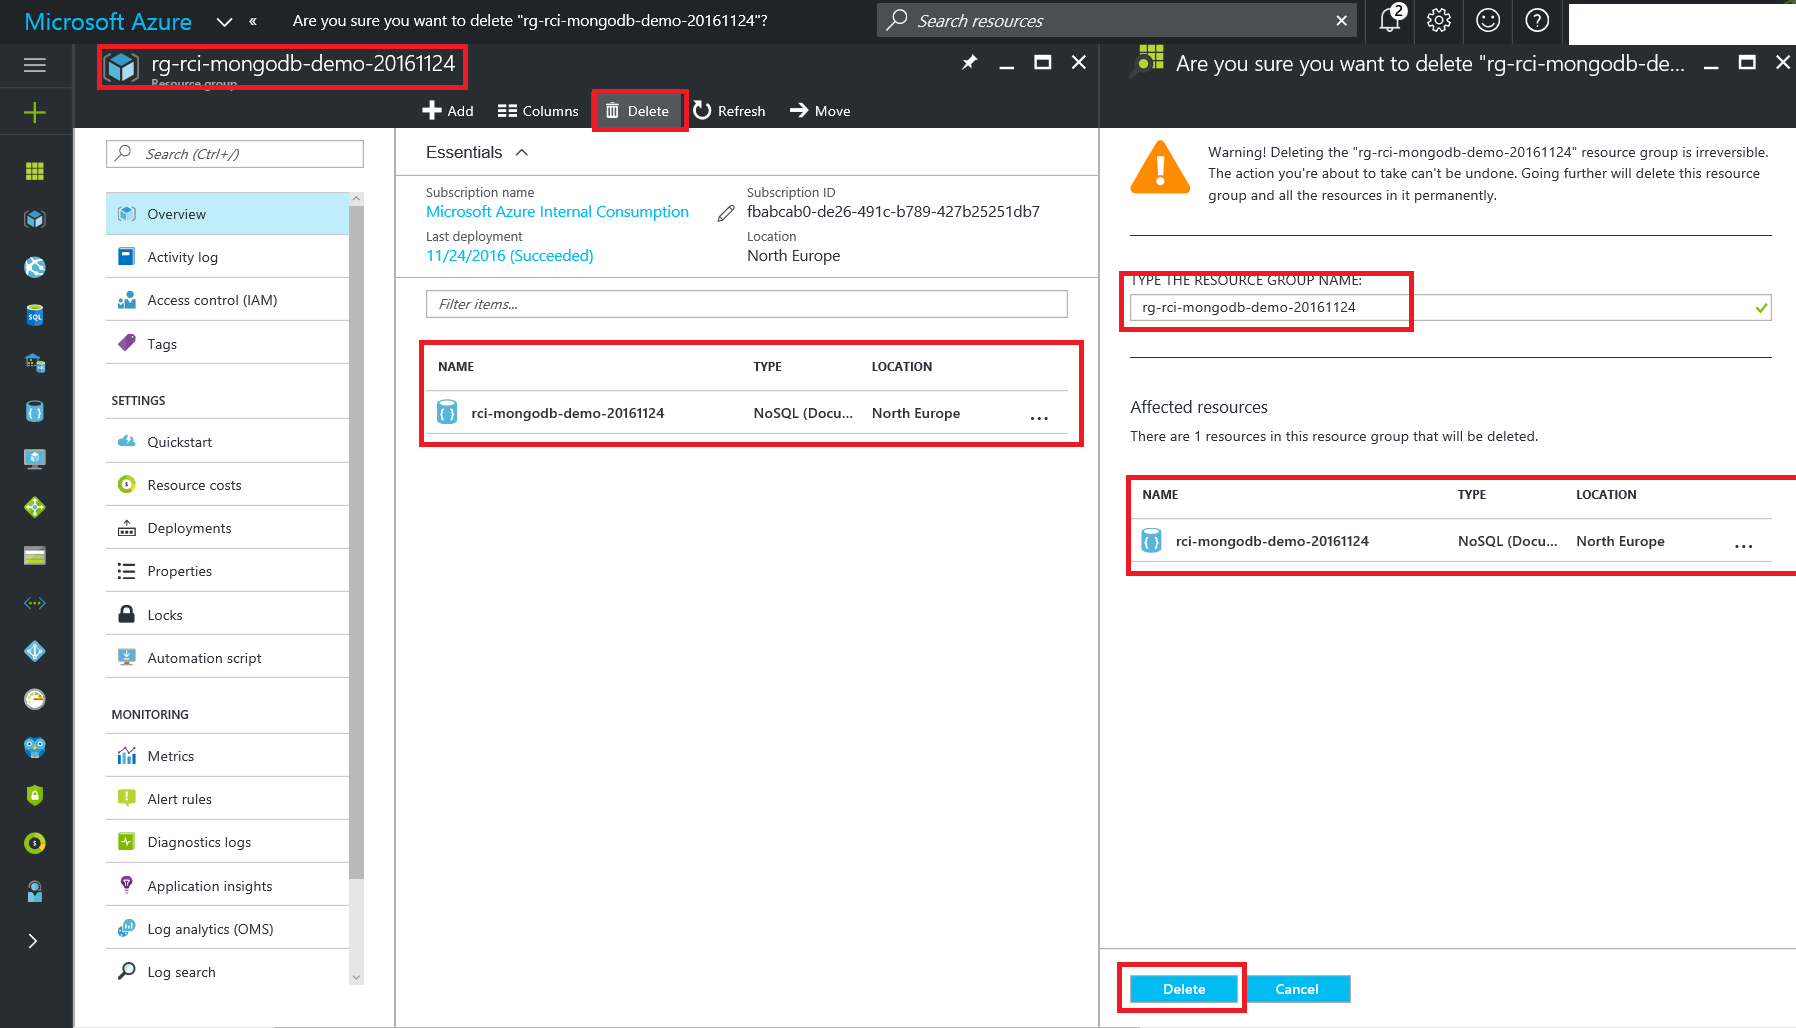 Microsoft Azure
«
Are you sure you want to delete "rg-rci-mongodb-demo-20161124"?
Search resources
2
rg-rci-mongodb-demo-20161124
Resource group
Add
Columns
Delete
Refresh
Move
Search (Ctrl+/)
Overview
Activity log
Access control (IAM)
Tags
SETTINGS
Quickstart
Resource costs
Deployments
Properties
Locks
Automation script
MONITORING
Metrics
Alert rules
Diagnostics logs
Application insights
Log analytics (OMS)
Log search
Essentials
Subscription name
Microsoft Azure Internal Consumption
Last deployment
11/24/2016 (Succeeded)
Subscription ID
fbabcab0-de26-491c-b789-427b25251db7
Location
North Europe
Filter items...
NAME TYPE LOCATION
rci-mongodb-demo-20161124 NoSQL (Docu... North Europe ...
Are you sure you want to delete "rg-rci-mongodb-de...
Warning! Deleting the "rg-rci-mongodb-demo-20161124" resource group is irreversible.
The action you're about to take can't be undone. Going further will delete this resource
group and all the resources in it permanently.
TYPE THE RESOURCE GROUP NAME:
rg-rci-mongodb-demo-20161124
Affected resources
There are 1 resources in this resource group that will be deleted.
NAME TYPE LOCATION
rci-mongodb-demo-20161124 NoSQL (Docu... North Europe ...
Delete
Cancel